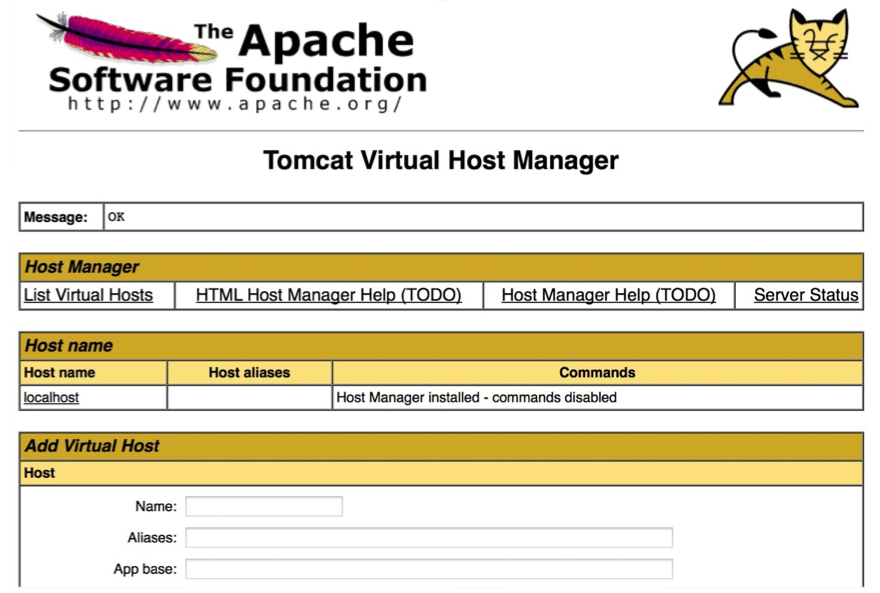 The Apache
Software Foundation
http://www.apache.org/
Tomcat Virtual Host Manager
Message: OK
Host Manager
List Virtual Hosts HTML Host Manager Help (TODO) Host Manager Help (TODO) Server Status
Host name
Host name Host aliases Commands
localhost Host Manager installed - commands disabled
Add Virtual Host
Host
Name:
Aliases:
App base: